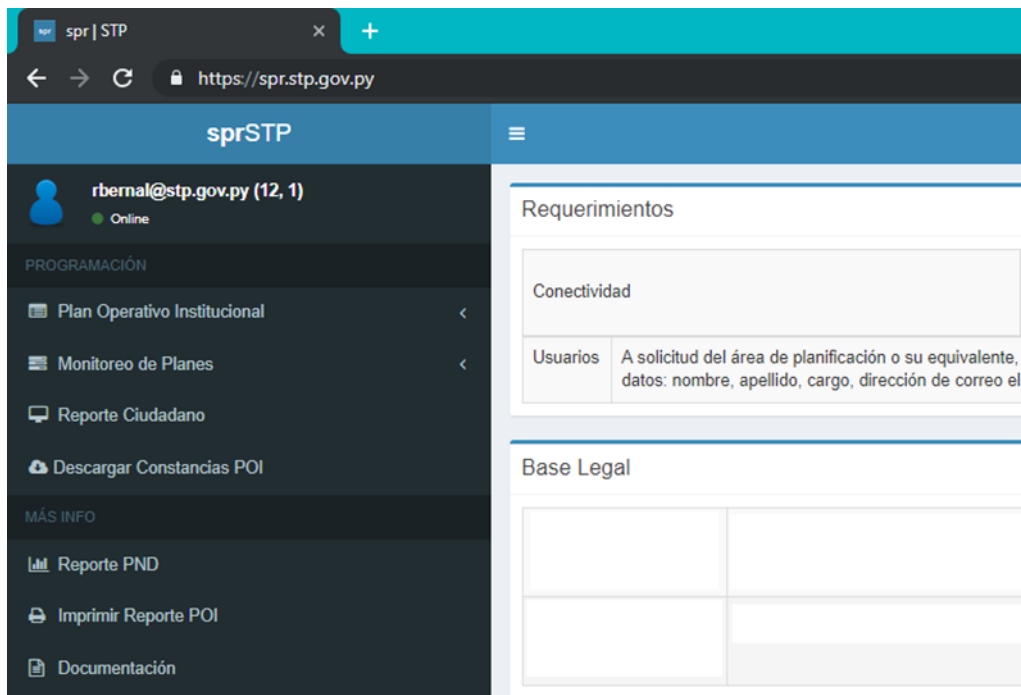 spr spr | STP
https://spr.stp.gov.py
sprSTP
rbernal@stp.gov.py (12, 1)
Online
PROGRAMACIÓN
Plan Operativo Institucional
Monitoreo de Planes
Reporte Ciudadano
Descargar Constancias POI
MÁS INFO
Reporte PND
Imprimir Reporte POI
Documentación
Requerimientos
Conectividad
Usuarios
A solicitud del área de planificación o su equivalente,
datos: nombre, apellido, cargo, dirección de correo el
Base Legal